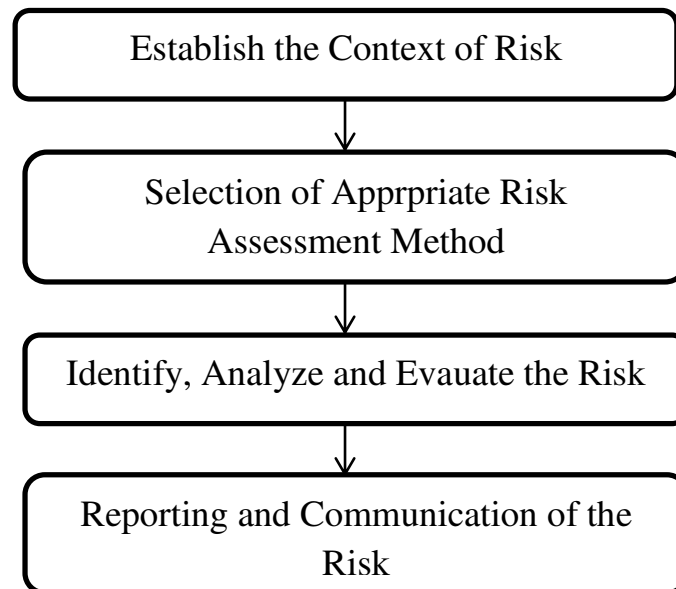 Establish the Context of Risk
Selection of Apprpriate Risk
Assessment Method
Identify, Analyze and Evauate the Risk
Reporting and Communication of the
Risk